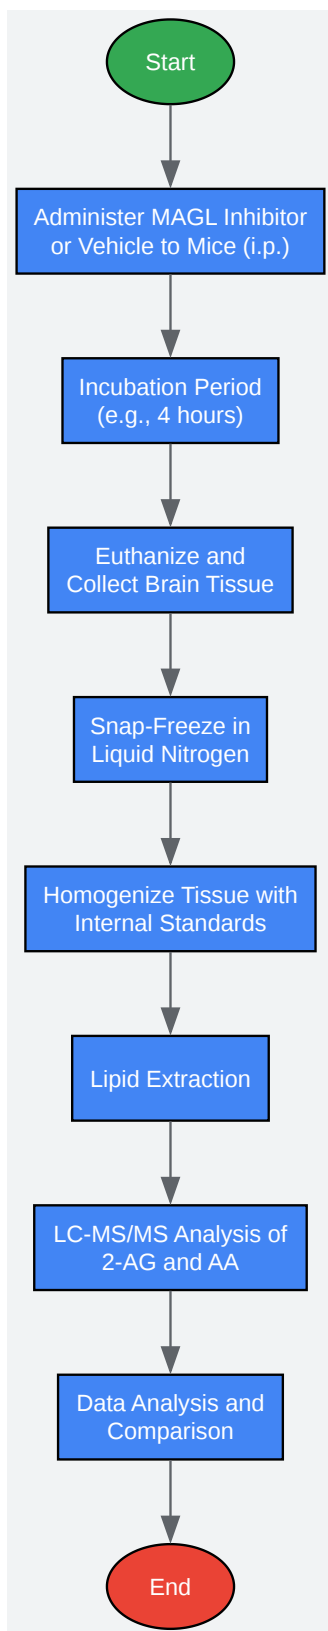 Start
Administer MAGL Inhibitor
or Vehicle to Mice (i.p.)
Incubation Period
(e.g., 4 hours)
Euthanize and
Collect Brain Tissue
Snap-Freeze in
Liquid Nitrogen
Homogenize Tissue with
Internal Standards
Lipid Extraction
LC-MS/MS Analysis of
2-AG and AA
Data Analysis and
Comparison
End